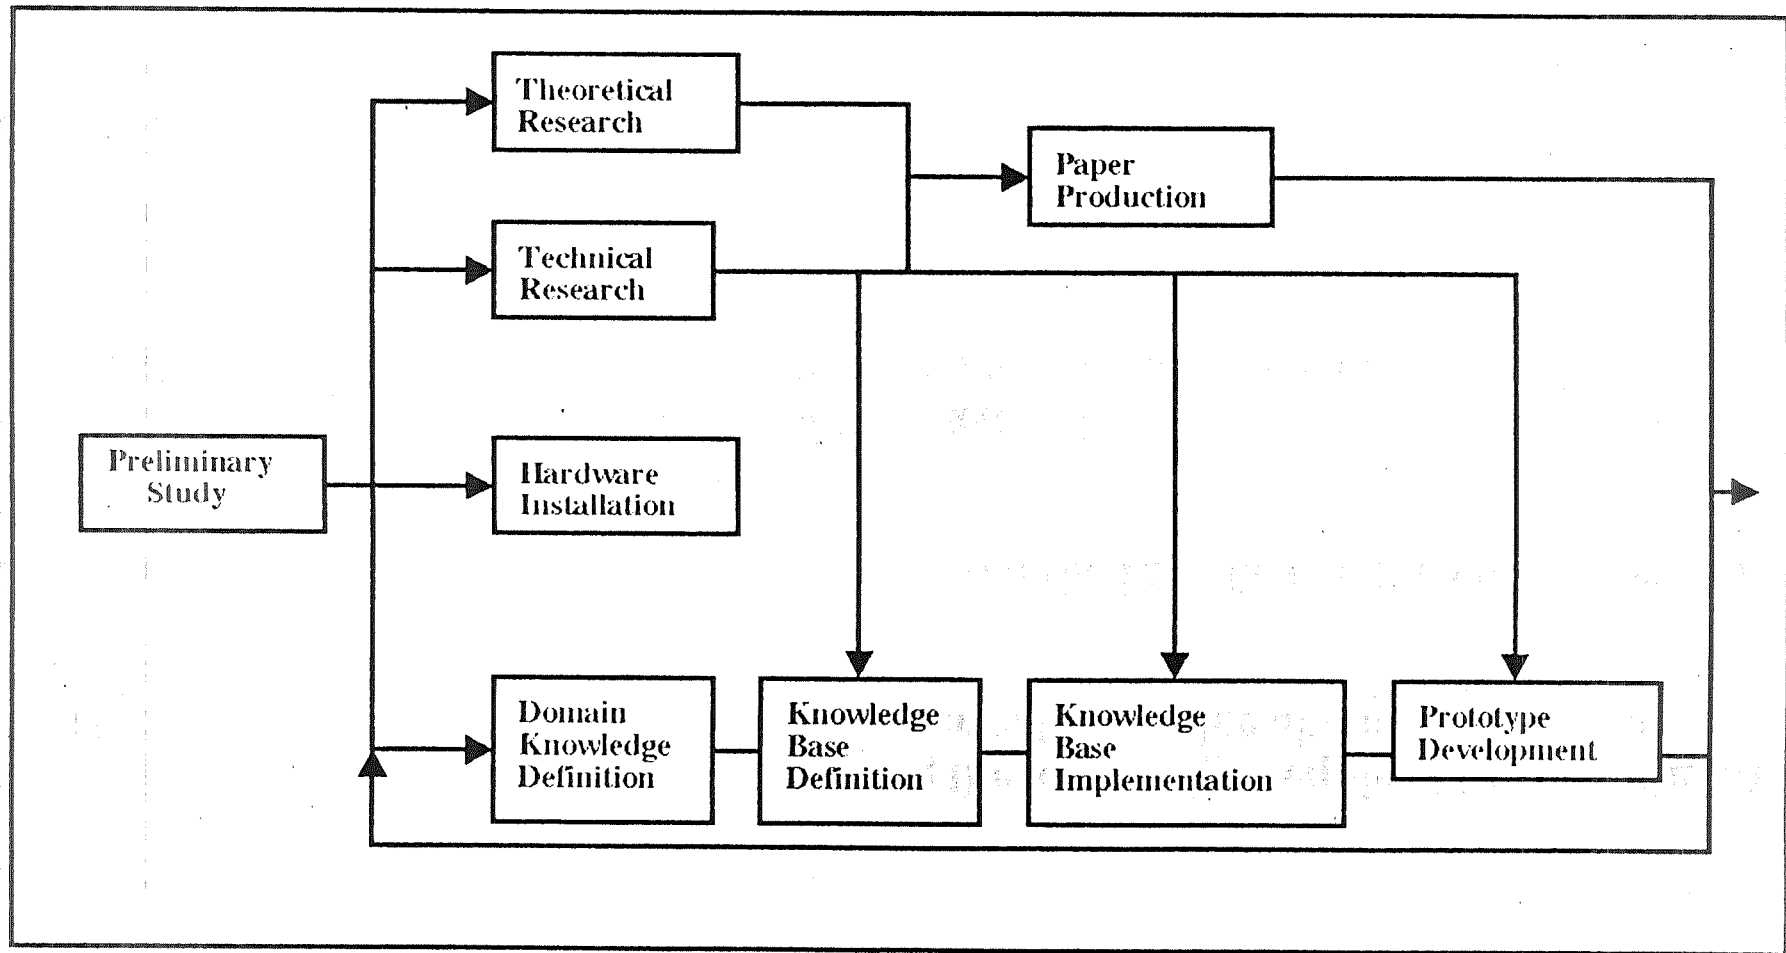 Theoretical
Research
Paper
Production
Technical
Research
Preliminary
Study
Hardware
Installation
Domain
Knowledge
Definition
Knowledge
Base
Definition
Knowledge
Base
Implementation
Prototype
Development